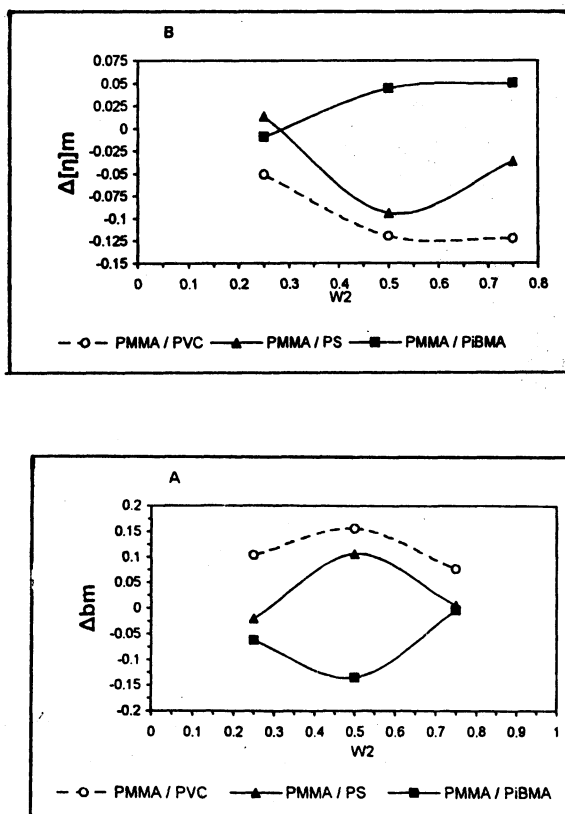 B
Δ[η]m
0.075
0.05
0.025
0
-0.025
-0.05
-0.075
-0.1
-0.125
-0.15
0 0.1 0.2 0.3 0.4 0.5 0.6 0.7 0.8
W2
PMMA / PVC PMMA / PS PMMA / PiBMA
A
Δbm
0.2
0.15
0.1
0.05
0
-0.05
-0.1
-0.15
-0.2
0 0.1 0.2 0.3 0.4 0.5 0.6 0.7 0.8 0.9 1
W2
PMMA / PVC PMMA / PS PMMA / PiBMA